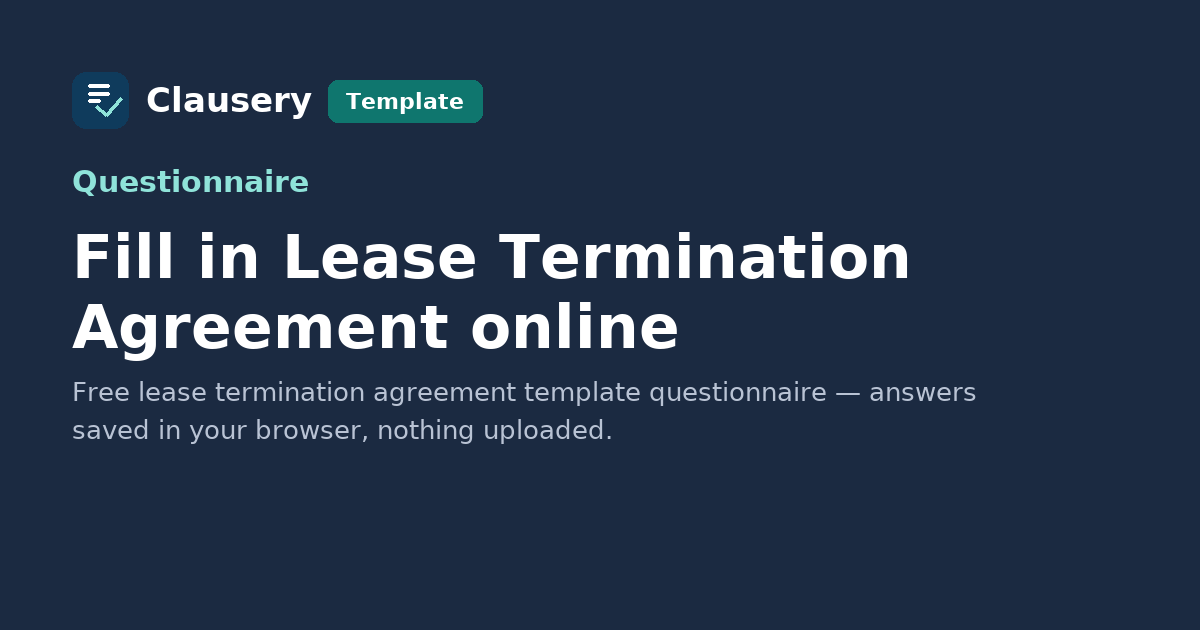 Clausery
Template
Questionnaire
Fill in Lease Termination
Agreement online
Free lease termination agreement template questionnaire — answers
saved in your browser, nothing uploaded.